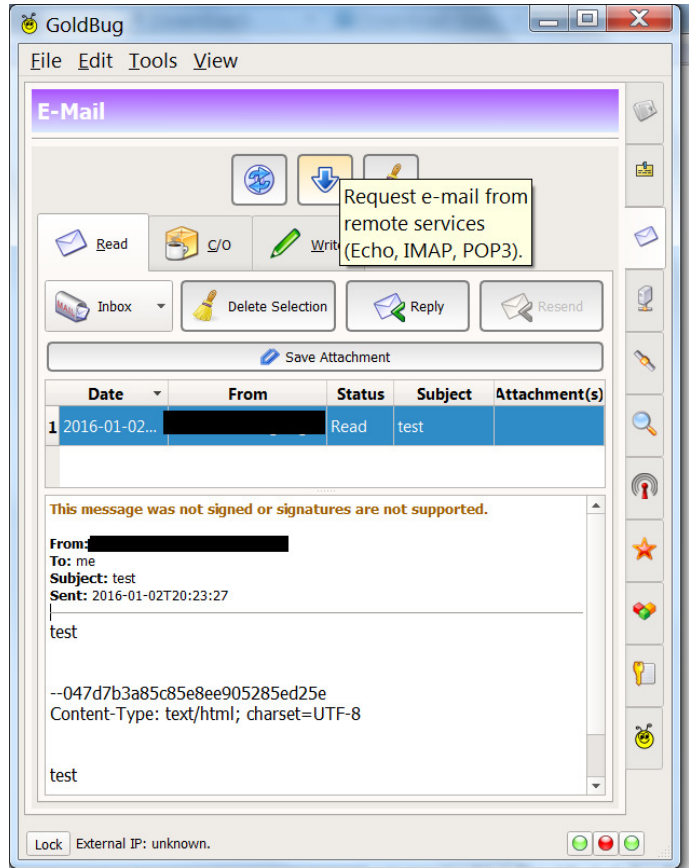 GoldBug
File Edit Tools View
E-Mail
Request e-mail from
remote services
(Echo, IMAP, POP3).
Read
C/O
Inbox
Delete Selection
Reply
Resend
Save Attachment
Date From Status Subject Attachment(s)
1 2016-01-02... Read test
This message was not signed or signatures are not supported.
From:
To: me
Subject: test
Sent: 2016-01-02T20:23:27
test
--047d7b3a85c85e8ee905285ed25e
Content-Type: text/html; charset=UTF-8
test
Lock External IP: unknown.